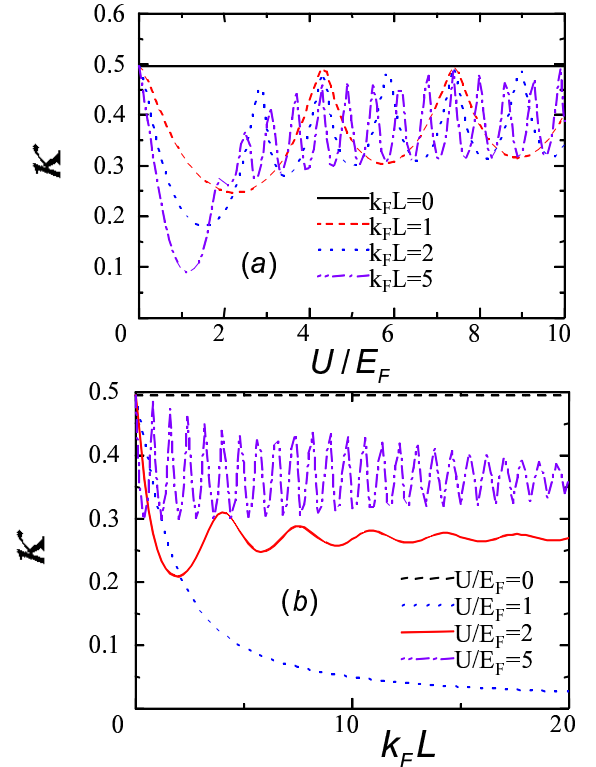 0.6
0.5
0.4
0.3
0.2
0.1
κ
k_FL=0
k_FL=1
k_FL=2
k_FL=5
(a)
0 2 4 6 8 10
U/E_F
0.5
0.4
0.3
0.2
0.1
κ
(b)
U/E_F=0
U/E_F=1
U/E_F=2
U/E_F=5
0 10 20
k_FL